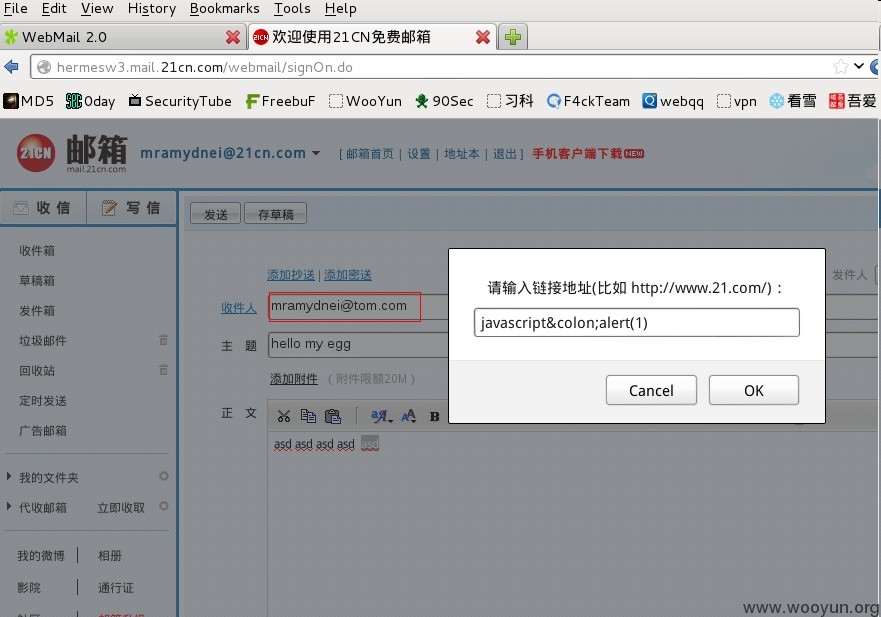 File Edit View History Bookmarks Tools Help
WebMail 2.0 欢迎使用21CN免费邮箱
hermesw3.mail.21cn.com/webmail/signOn.do
MD5 0day SecurityTube FreebuF WooYun 90Sec 习科 F4ckTeam webqq vpn 看雪 吾爱
21CN 邮箱 mail.21cn.com mramydnei@21cn.com [ 邮箱首页 | 设置 | 地址本 | 退出 ] 手机客户端下载 NEW
收 信 写 信 发送 存草稿
收件箱
草稿箱
发件箱
垃圾邮件
回收站
定时发送
广告邮箱
我的文件夹
代收邮箱 立即收取
我的微博 | 相册
影院 | 通行证
添加抄送 | 添加密送 发件人
收件人 mramydnei@tom.com
主 题 hello my egg
添加附件 ( 附件限额20M )
正 文 B
asd asd asd asd asd
请输入链接地址(比如 http://www.21.com/) :
javascript&colon;alert(1)
Cancel OK
www.wooyun.org